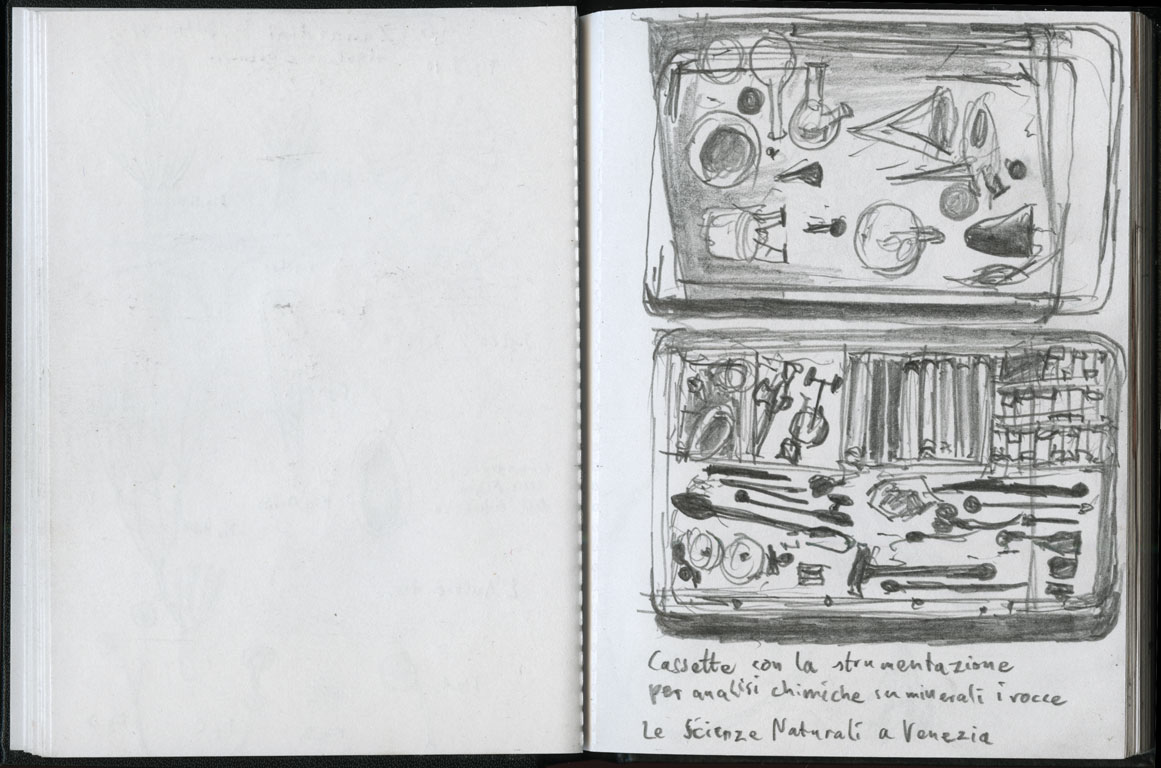 Cassette con la strumentazione
per analisi chimiche su minerali i rocce
Le Scienze Naturali a Venezia